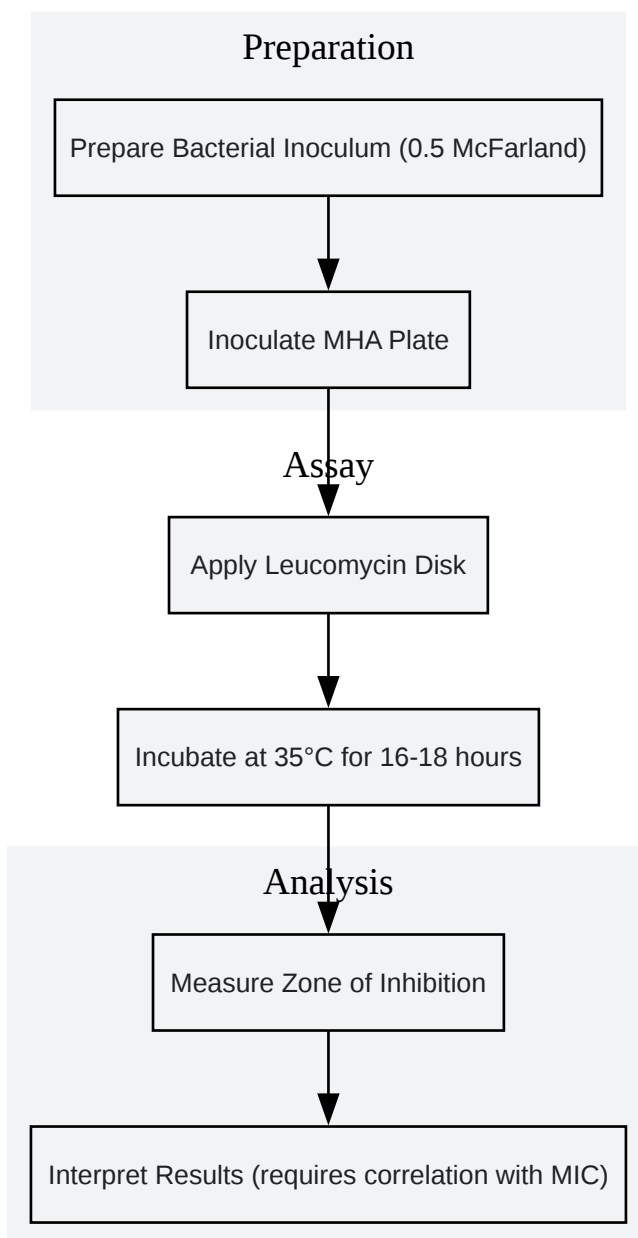 Preparation
Prepare Bacterial Inoculum (0.5 McFarland)
Inoculate MHA Plate
Assay
Apply Leucomycin Disk
Incubate at 35°C for 16-18 hours
Analysis
Measure Zone of Inhibition
Interpret Results (requires correlation with MIC)